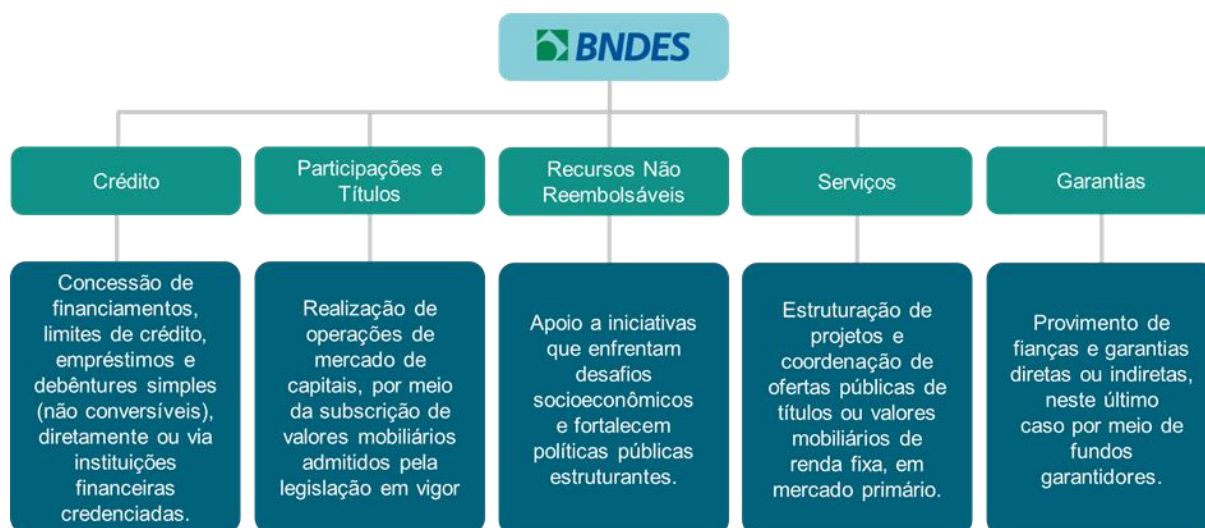 BNDES
Crédito
Participações e
Títulos
Recursos Não
Reembolsáveis
Serviços
Garantias
Concessão de
financiamentos,
limites de crédito,
empréstimos e
debêntures simples
(não conversíveis),
diretamente ou via
instituições
financeiras
credenciadas.
Realização de
operações de
mercado de
capitais, por meio
da subscrição de
valores mobiliários
admitidos pela
legislação em vigor
Apoio a iniciativas
que enfrentam
desafios
socioeconômicos
e fortalecem
políticas públicas
estruturantes.
Estruturação de
projetos e
coordenação de
ofertas públicas de
títulos ou valores
mobiliários de
renda fixa, em
mercado primário.
Provimento de
fianças e garantias
diretas ou indiretas,
neste último
caso por meio de
fundos
garantidores.